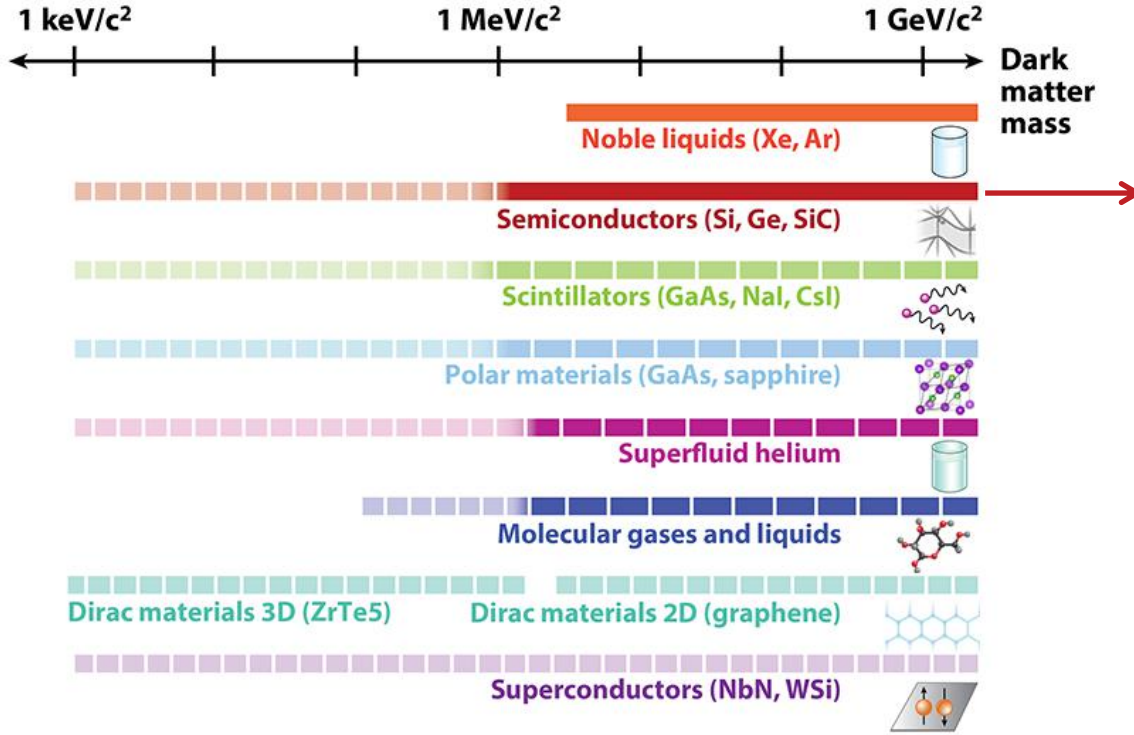 1 keV/c²
1 MeV/c²
1 GeV/c²
Dark
matter
mass
Noble liquids (Xe, Ar)
Semiconductors (Si, Ge, SiC)
Scintillators (GaAs, NaI, CsI)
Polar materials (GaAs, sapphire)
Superfluid helium
Molecular gases and liquids
Dirac materials 3D (ZrTe5)
Dirac materials 2D (graphene)
Superconductors (NbN, WSi)